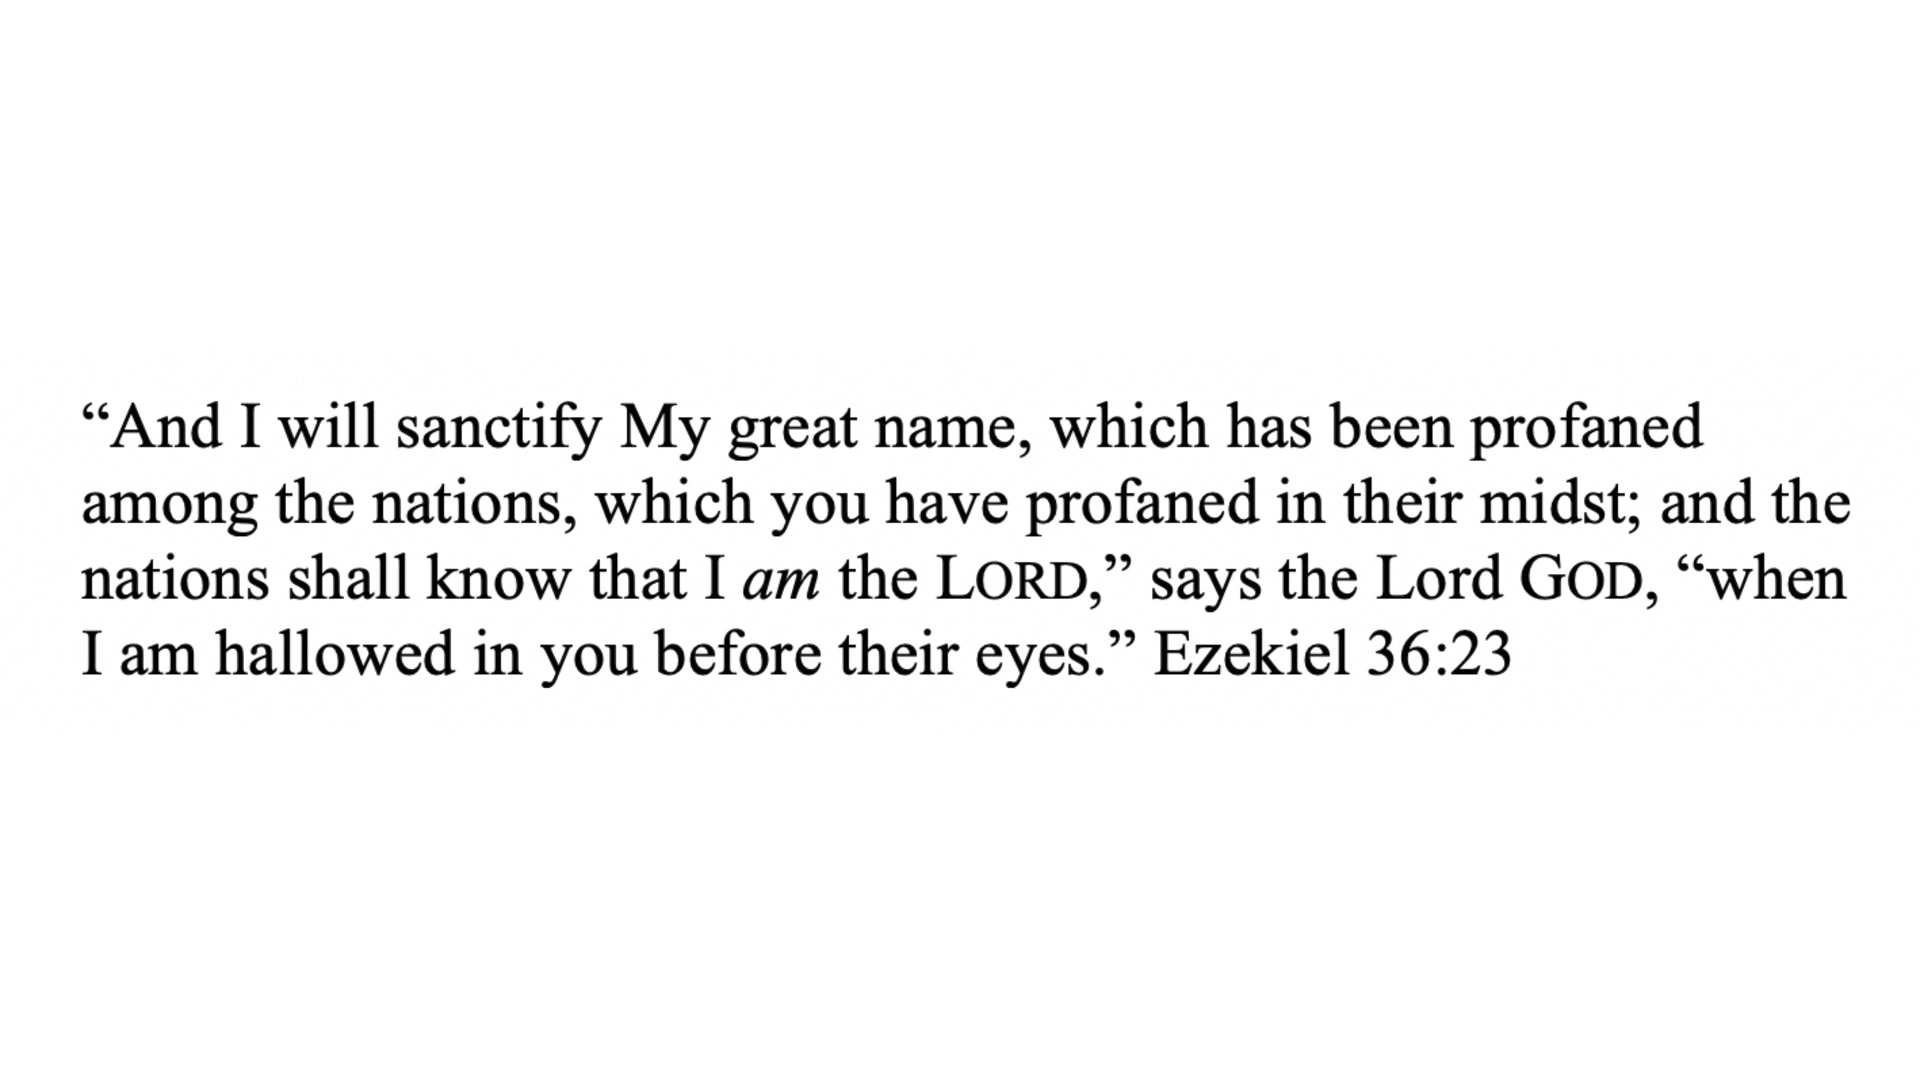 “And I will sanctify My great name, which has been profaned
among the nations, which you have profaned in their midst; and the
nations shall know that I am the LORD,” says the Lord GOD, “when
I am hallowed in you before their eyes.” Ezekiel 36:23